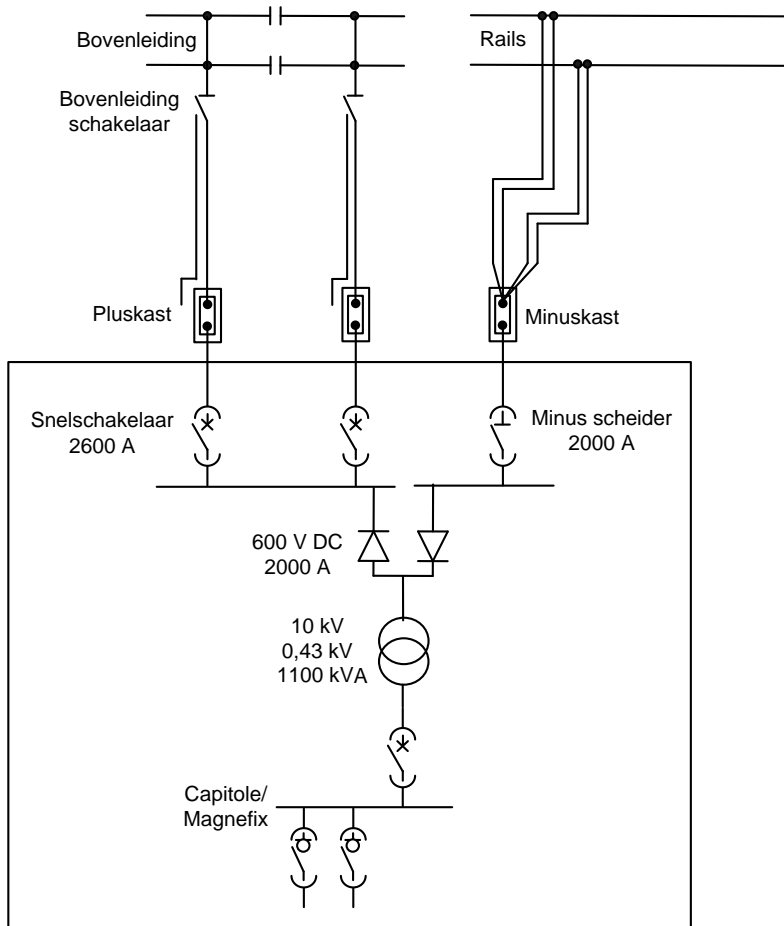 Bovenleiding
Rails
Bovenleiding
schakelaar
Pluskast
Minuskast
Snelschakelaar
2600 A
Minus scheider
2000 A
600 V DC
2000 A
10 kV
0,43 kV
1100 kVA
Capitole/
Magnefix